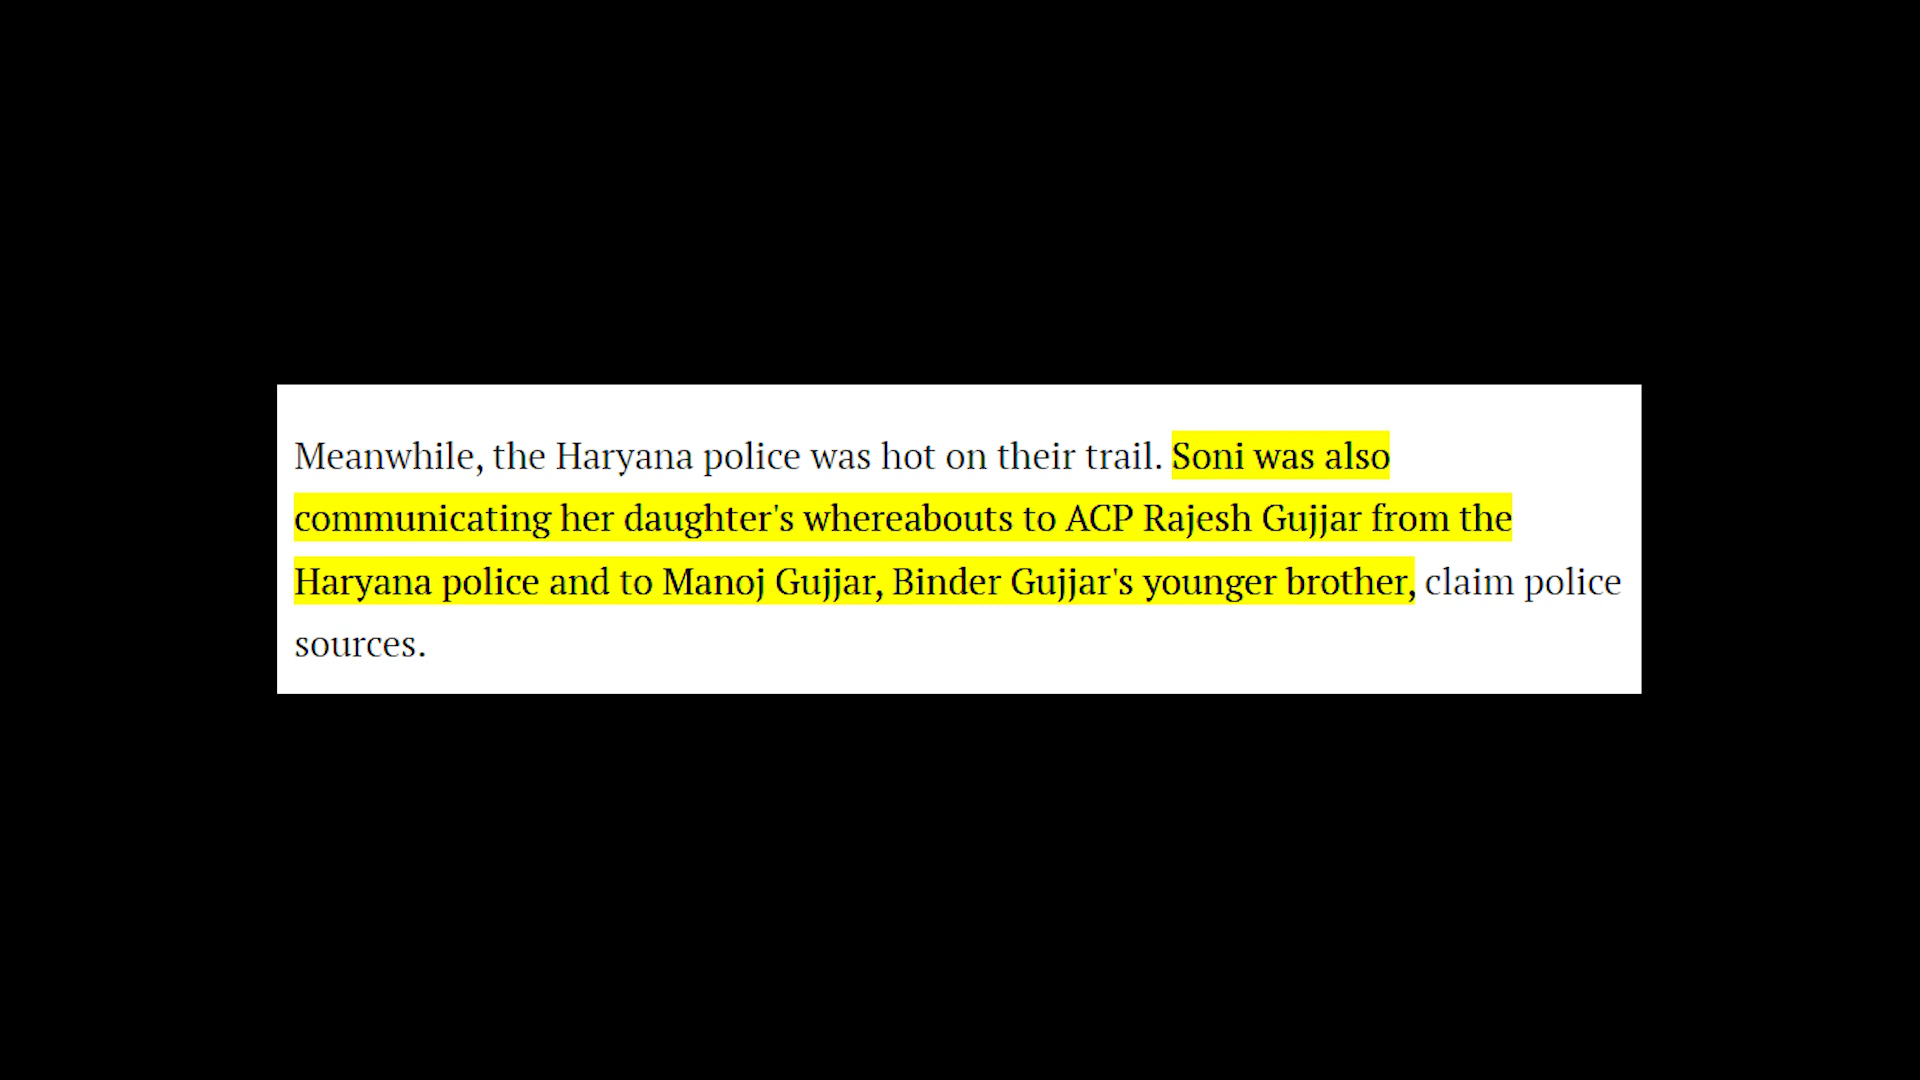 Meanwhile, the Haryana police was hot on their trail. Soni was also
communicating her daughter's whereabouts to ACP Rajesh Gujjar from the
Haryana police and to Manoj Gujjar, Binder Gujjar's younger brother, claim police
sources.